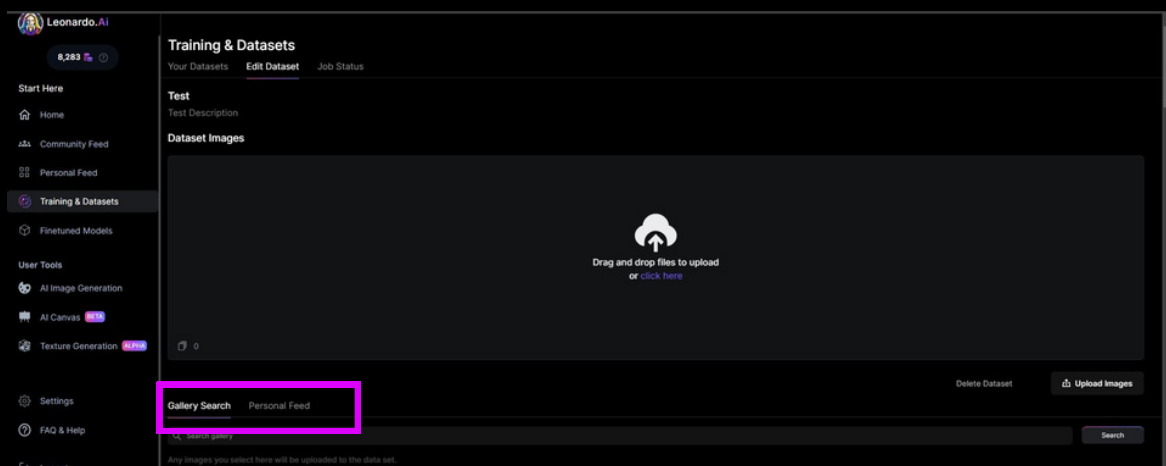 Leonardo.Ai
8,283
Start Here
Home
Community Feed
Personal Feed
Training & Datasets
Finetuned Models
User Tools
AI Image Generation
AI Canvas BETA
Texture Generation ALPHA
Settings
FAQ & Help
Training & Datasets
Your Datasets Edit Dataset Job Status
Test
Test Description
Dataset Images
Drag and drop files to upload
or click here
0
Delete Dataset Upload Images
Gallery Search Personal Feed
Search gallery Search
Any images you select here will be uploaded to the data set.